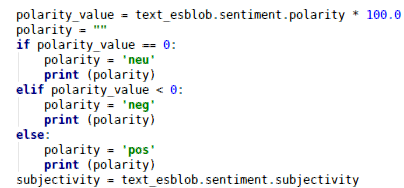 polarity_value = text_esblob.sentiment.polarity * 100.0
polarity = ""
if polarity_value == 0:
    polarity = 'neu'
    print (polarity)
elif polarity_value < 0:
    polarity = 'neg'
    print (polarity)
else:
    polarity = 'pos'
    print (polarity)
subjectivity = text_esblob.sentiment.subjectivity